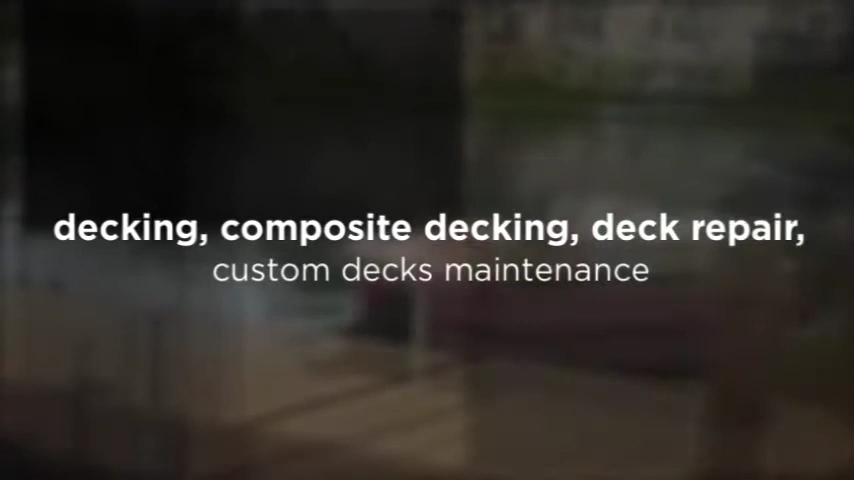 decking, composite decking, deck repair,
custom decks maintenance